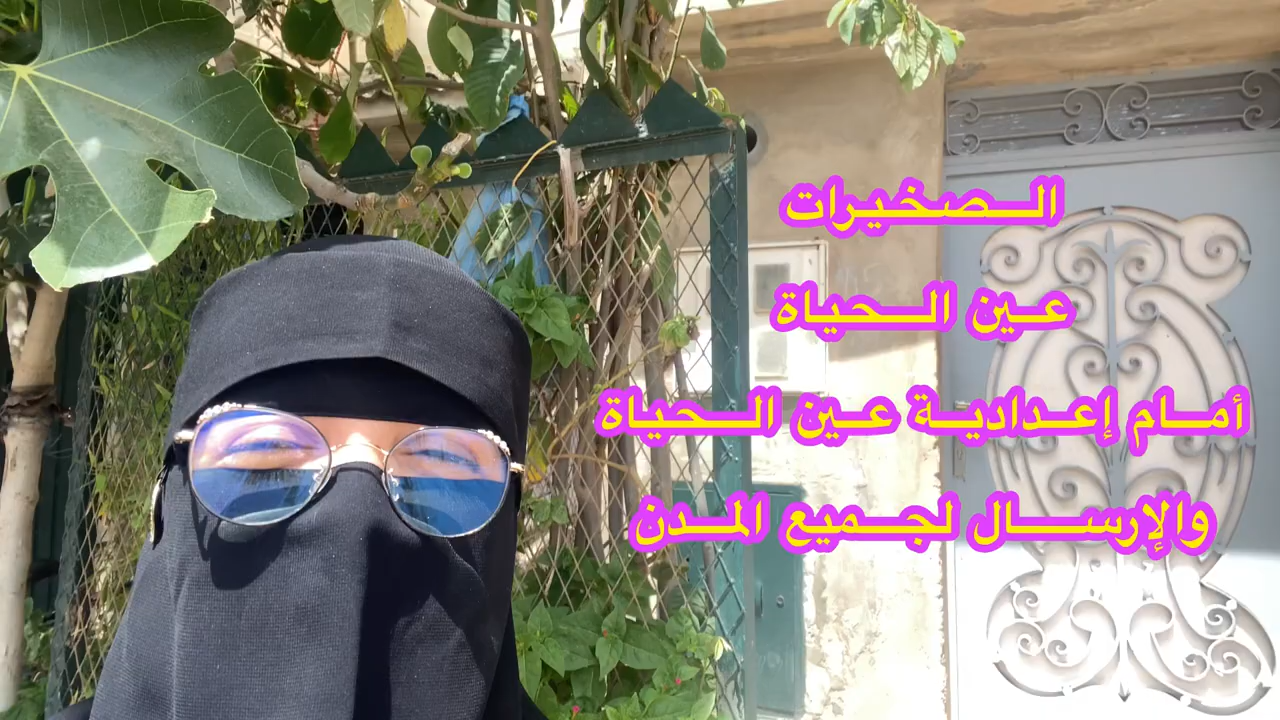 الصخيرات
عين الحياة
أمام إعدادية عين الحياة
والإرسال لجميع المدن